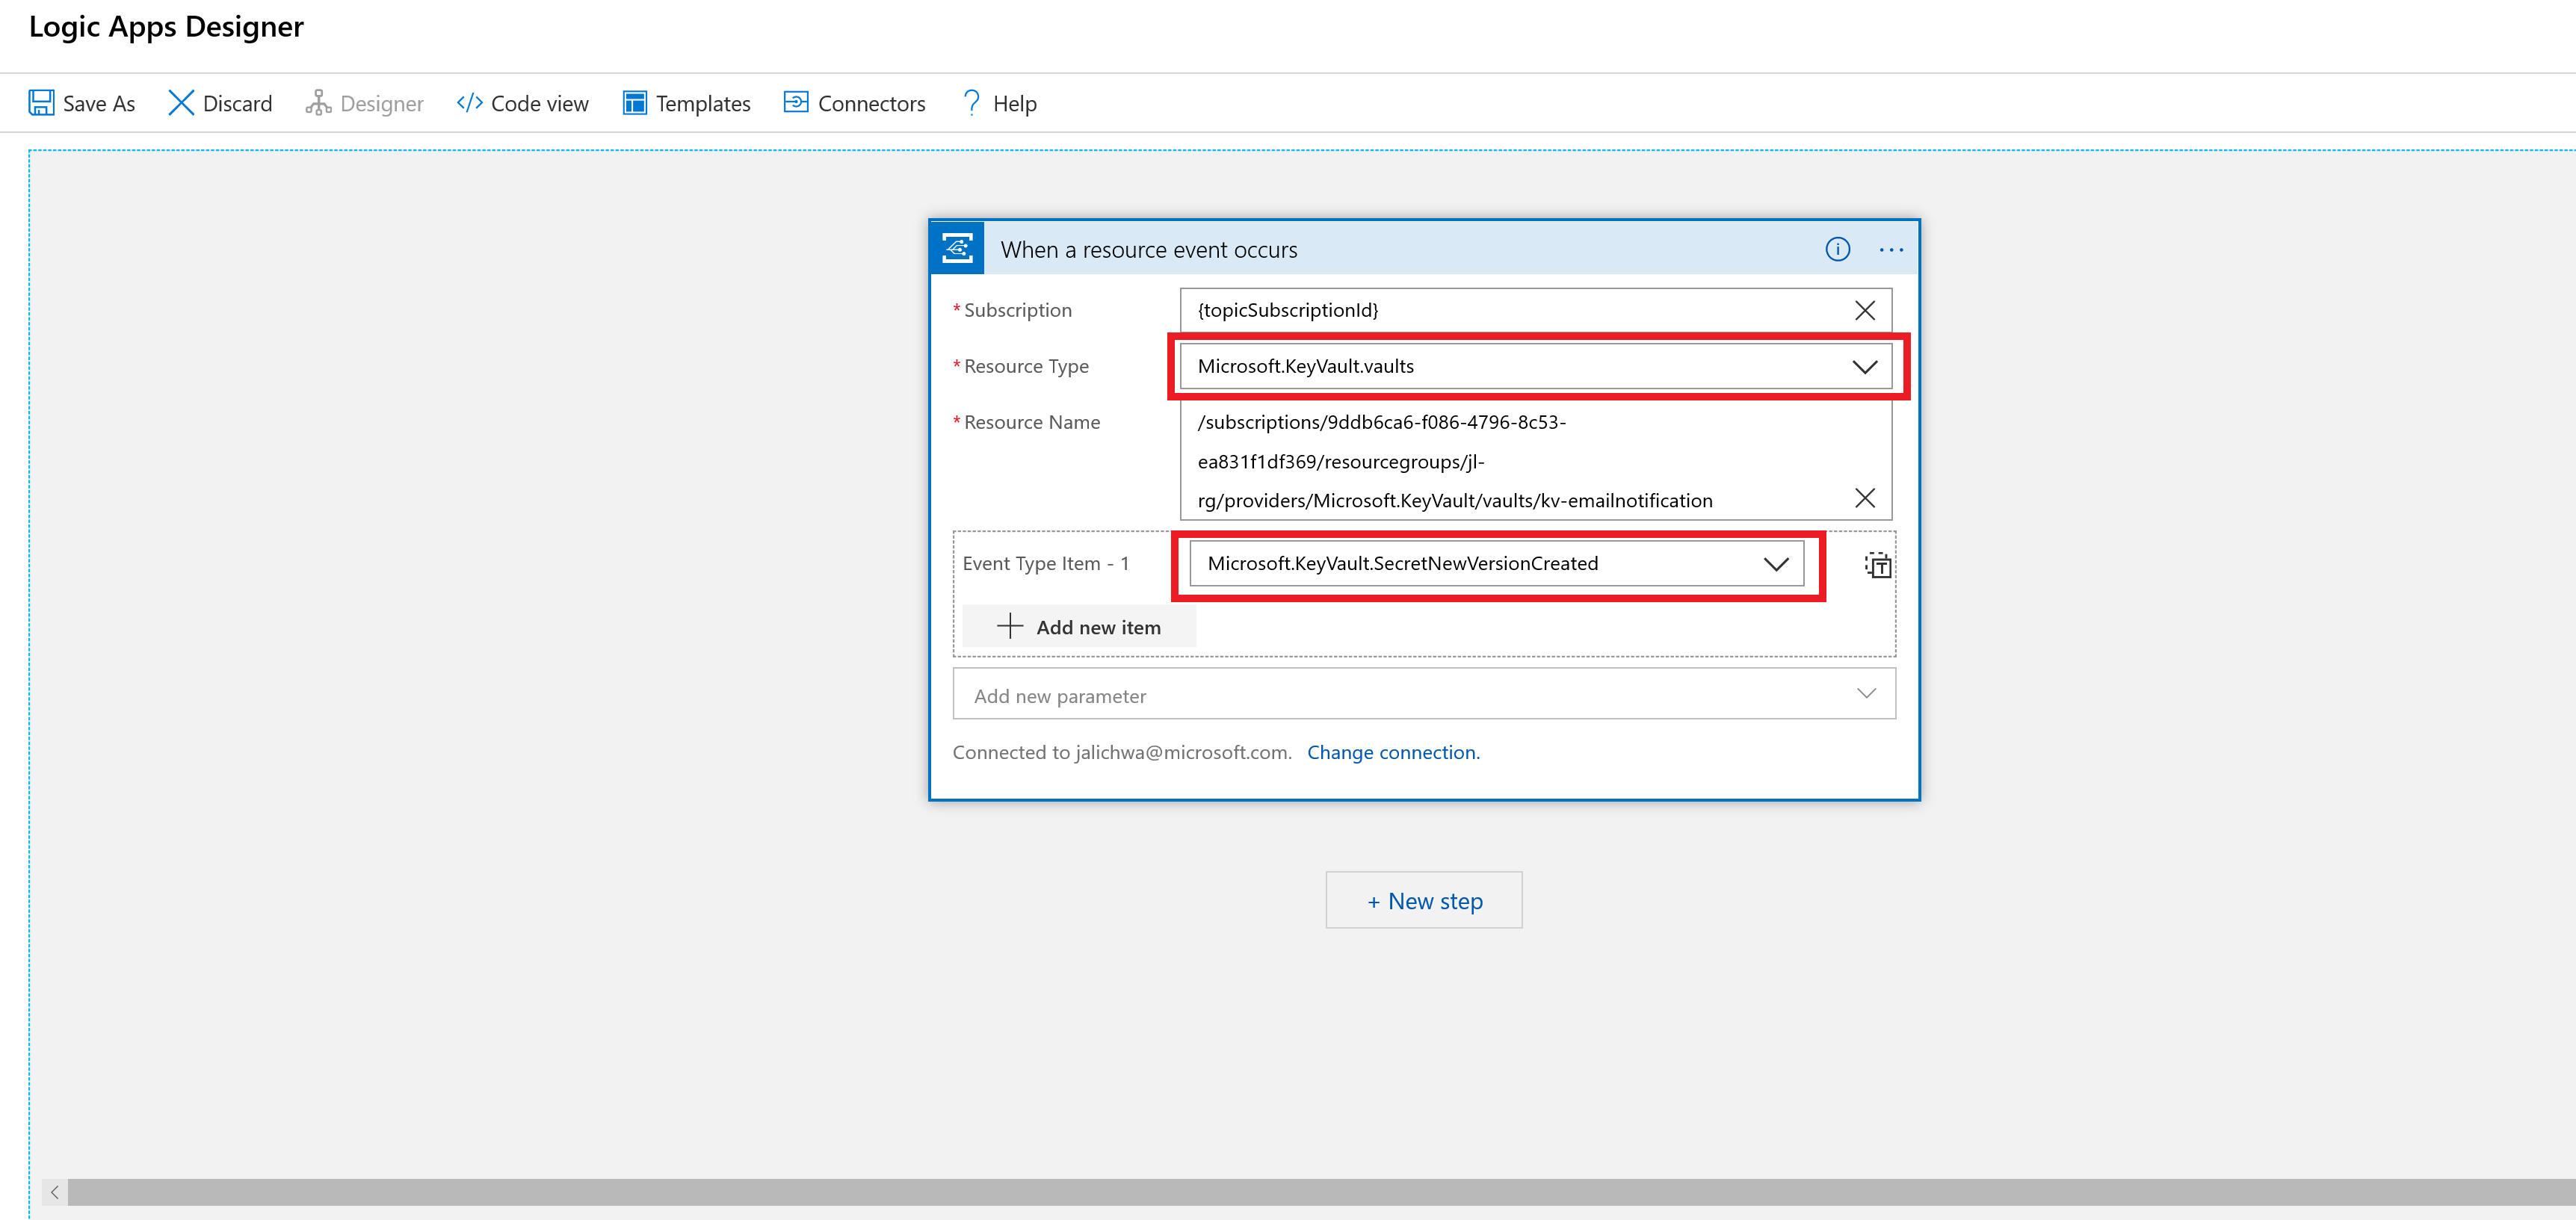 Logic Apps Designer
Save As Discard Designer </> Code view Templates Connectors ? Help
When a resource event occurs
* Subscription {topicSubscriptionId}
* Resource Type Microsoft.KeyVault.vaults
* Resource Name /subscriptions/9ddb6ca6-f086-4796-8c53-
ea831f1df369/resourcegroups/jl-
rg/providers/Microsoft.KeyVault/vaults/kv-emailnotification
Event Type Item - 1 Microsoft.KeyVault.SecretNewVersionCreated
Add new item
Add new parameter
Connected to jalichwa@microsoft.com. Change connection.
+ New step